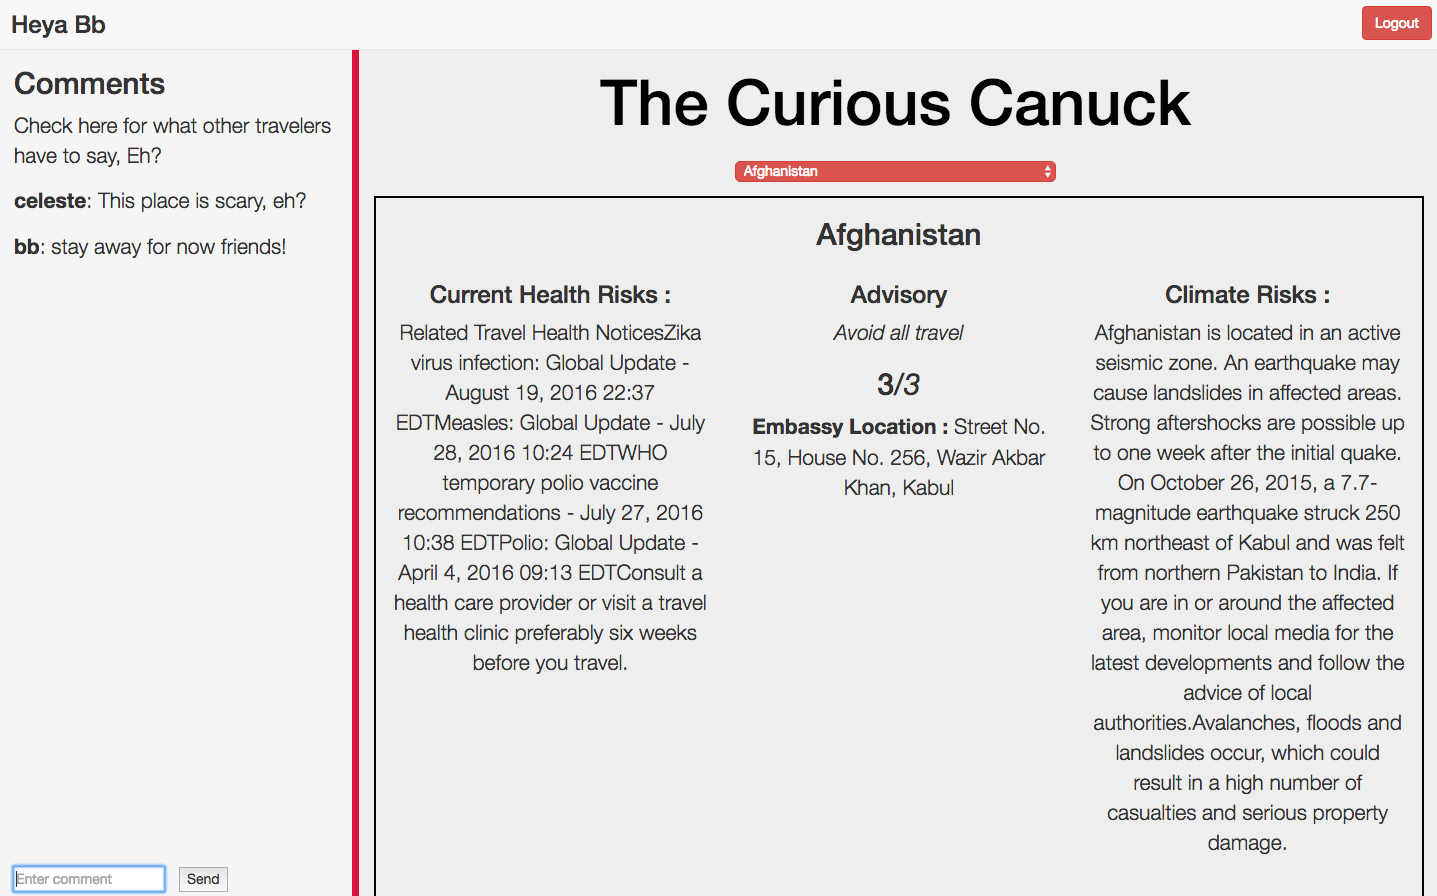 Heya Bb
Logout
Comments
Check here for what other travelers
have to say, Eh?
celeste: This place is scary, eh?
bb: stay away for now friends!
Enter comment
Send
The Curious Canuck
Afghanistan
Afghanistan
Current Health Risks :
Related Travel Health NoticesZika
virus infection: Global Update -
August 19, 2016 22:37
EDTMeasles: Global Update - July
28, 2016 10:24 EDTWHO
temporary polio vaccine
recommendations - July 27, 2016
10:38 EDTPolio: Global Update -
April 4, 2016 09:13 EDTConsult a
health care provider or visit a travel
health clinic preferably six weeks
before you travel.
Advisory
Avoid all travel
3/3
Embassy Location : Street No.
15, House No. 256, Wazir Akbar
Khan, Kabul
Climate Risks :
Afghanistan is located in an active
seismic zone. An earthquake may
cause landslides in affected areas.
Strong aftershocks are possible up
to one week after the initial quake.
On October 26, 2015, a 7.7-
magnitude earthquake struck 250
km northeast of Kabul and was felt
from northern Pakistan to India. If
you are in or around the affected
area, monitor local media for the
latest developments and follow the
advice of local
authorities.Avalanches, floods and
landslides occur, which could
result in a high number of
casualties and serious property
damage.